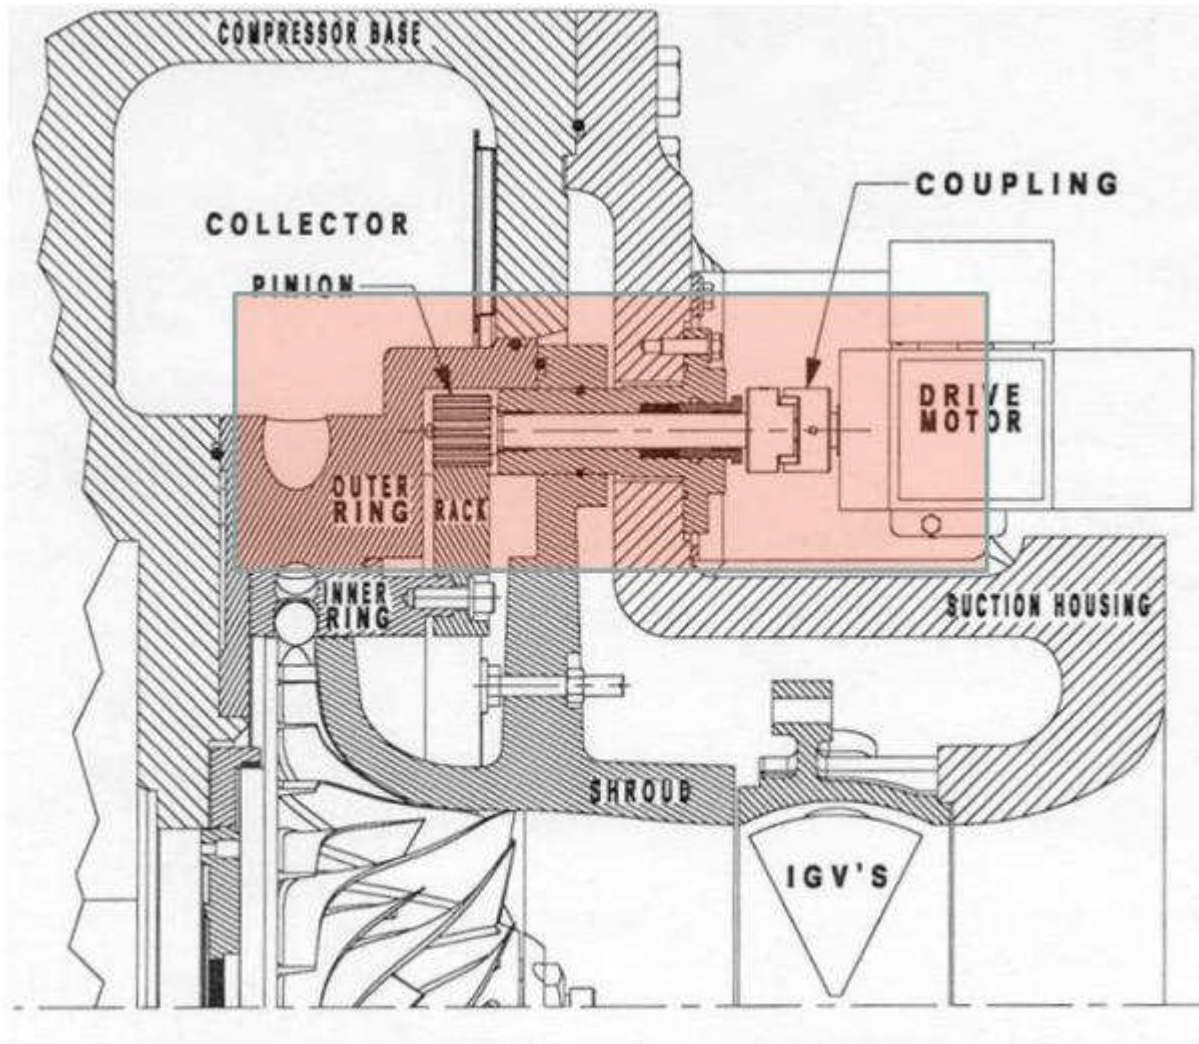 COMPRESSOR BASE
COUPLING
COLLECTOR
PINION
DRIVE
MOTOR
OUTER
RING
RACK
INNER
RING
SUCTION HOUSING
SHROUD
IGV'S